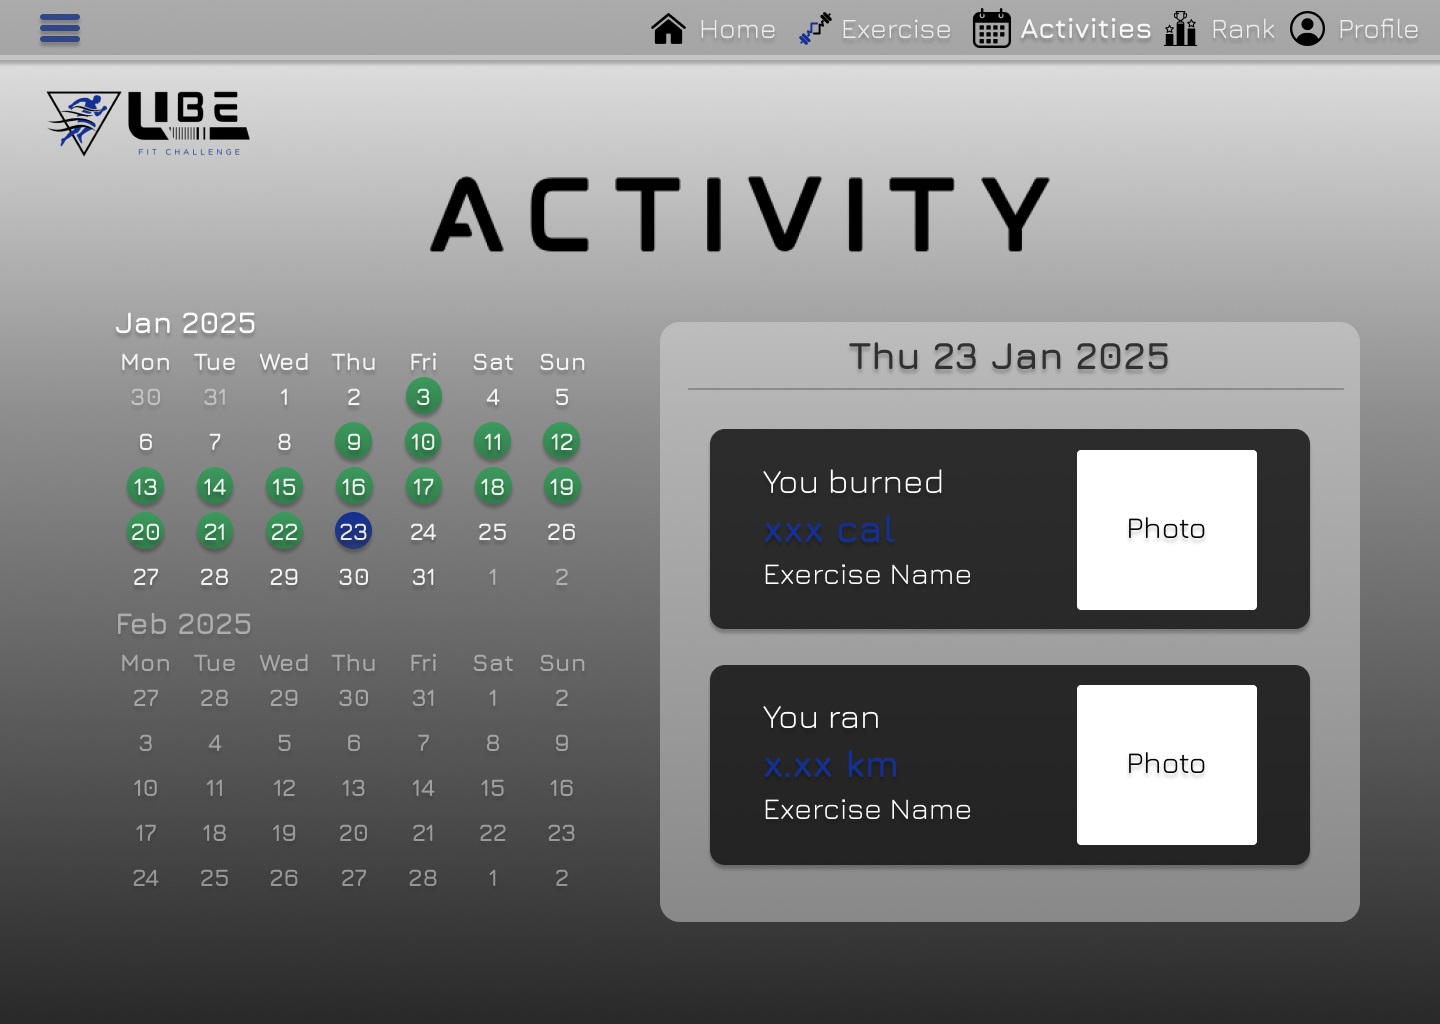 Home Exercise Activities Rank Profile
UBE
FIT CHALLENGE
ACTIVITY
Jan 2025
Mon Tue Wed Thu Fri Sat Sun
30 31 1 2 3 4 5
6 7 8 9 10 11 12
13 14 15 16 17 18 19
20 21 22 23 24 25 26
27 28 29 30 31 1 2
Feb 2025
Mon Tue Wed Thu Fri Sat Sun
27 28 29 30 31 1 2
3 4 5 6 7 8 9
10 11 12 13 14 15 16
17 18 19 20 21 22 23
24 25 26 27 28 1 2
Thu 23 Jan 2025
You burned
xxx cal
Exercise Name
Photo
You ran
x.xx km
Exercise Name
Photo